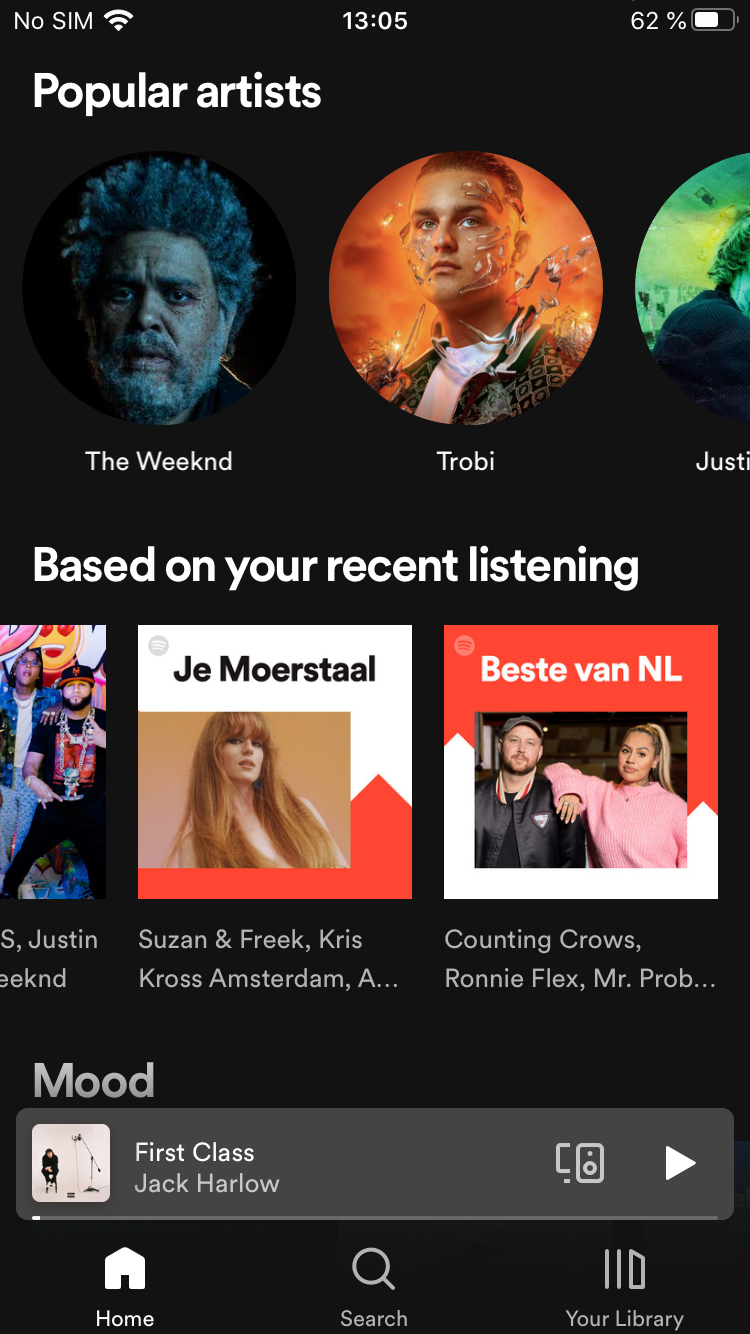 No SIM 13:05 62 %
Popular artists
The Weeknd
Trobi
Justi
Based on your recent listening
Je Moerstaal
Beste van NL
S, Justin
eeknd
Suzan & Freek, Kris
Kross Amsterdam, A...
Counting Crows,
Ronnie Flex, Mr. Prob...
Mood
First Class
Jack Harlow
Home
Search
Your Library